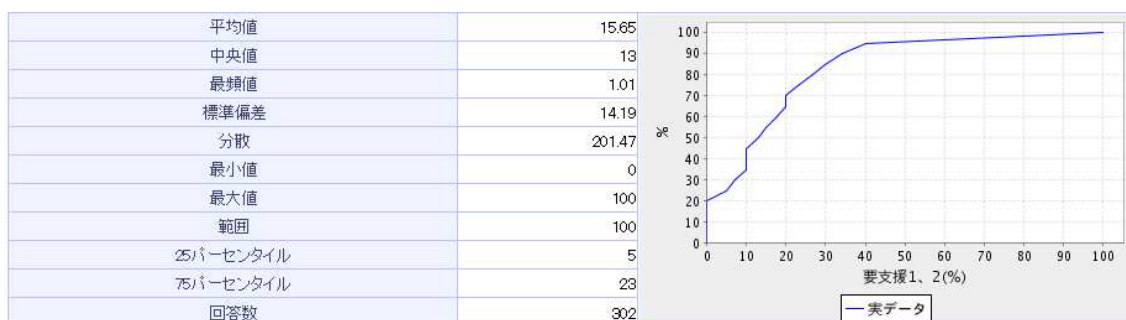 平均値 15.65
中央値 13
最頻値 1.01
標準偏差 14.19
分散 201.47
最小値 0
最大値 100
範囲 100
25パーセンタイル 5
75パーセンタイル 23
回答数 302
100
90
80
70
60
50
40
30
20
10
0
%
0 10 20 30 40 50 60 70 80 90 100
要支援1、2(%)
実データ